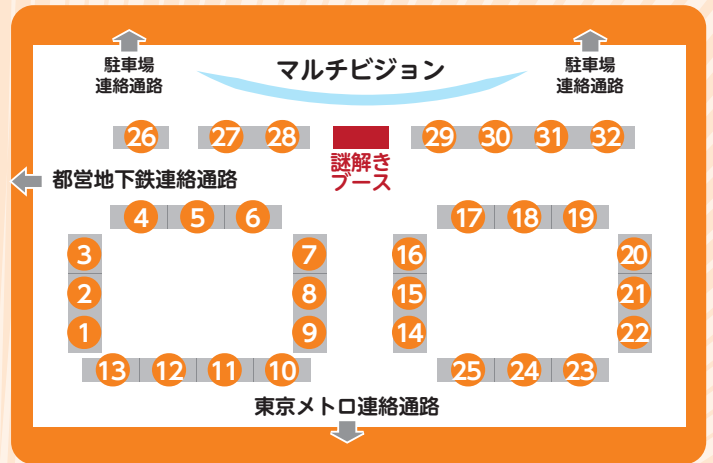 駐車場
連絡通路
マルチビジョン
駐車場
連絡通路
26 27 28
謎解き
ブース
29 30 31 32
都営地下鉄連絡通路
4 5 6
17 18 19
3 7 16 20
2 8 15 21
1 9 14 22
13 12 11 10
25 24 23
東京メトロ連絡通路